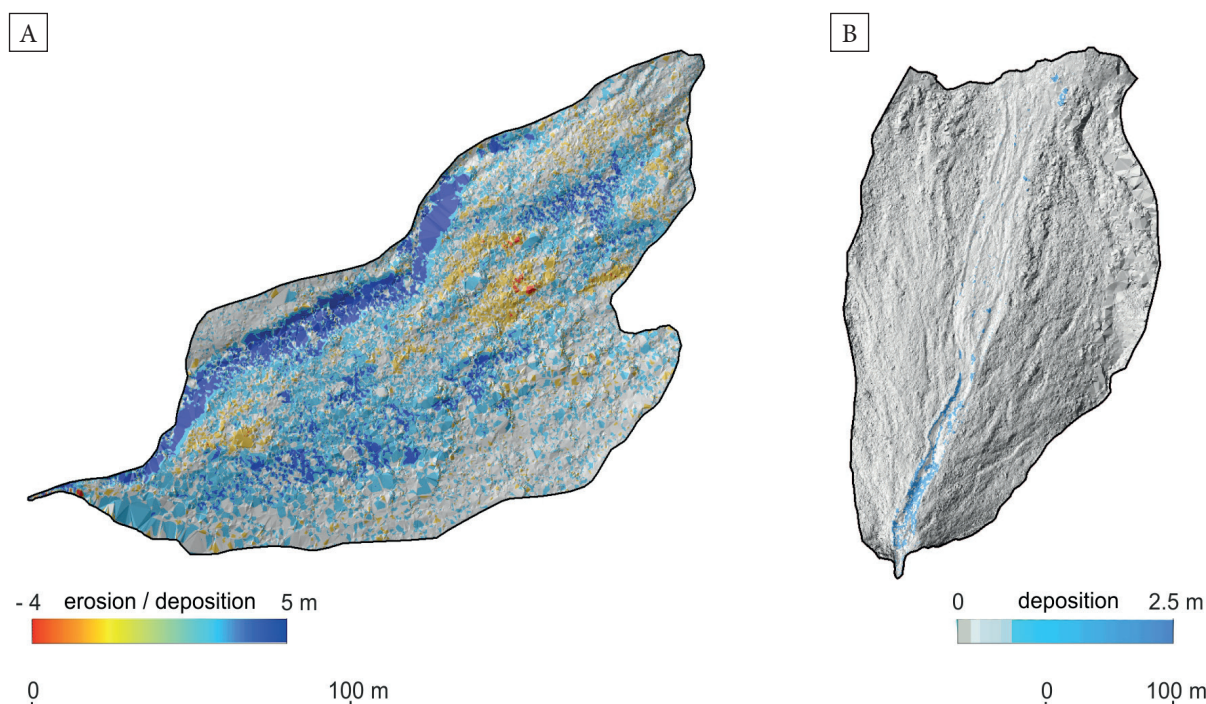 A
B
- 4 erosion / deposition 5 m
0 deposition 2.5 m
0 100 m
0 100 m